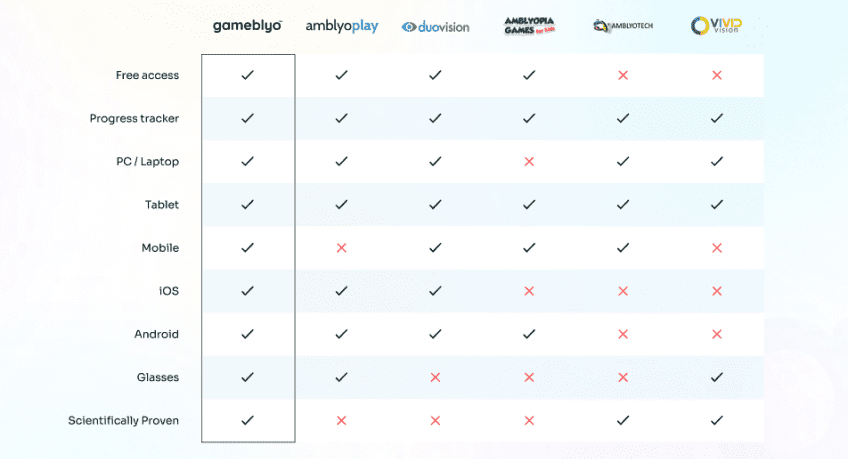 gameblyo™ amblyoplay duovision AMBLYOPIA GAMES for kids AMBLYOTECH VIVID vision
Free access
Progress tracker
PC / Laptop
Tablet
Mobile
iOS
Android
Glasses
Scientifically Proven